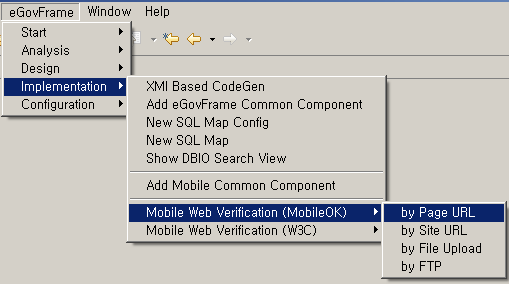 eGovFrame Window Help
Start
Analysis
Design
Implementation
Configuration
XMI Based CodeGen
Add eGovFrame Common Component
New SQL Map Config
New SQL Map
Show DBIO Search View
Add Mobile Common Component
Mobile Web Verification (MobileOK)
Mobile Web Verification (W3C)
by Page URL
by Site URL
by File Upload
by FTP